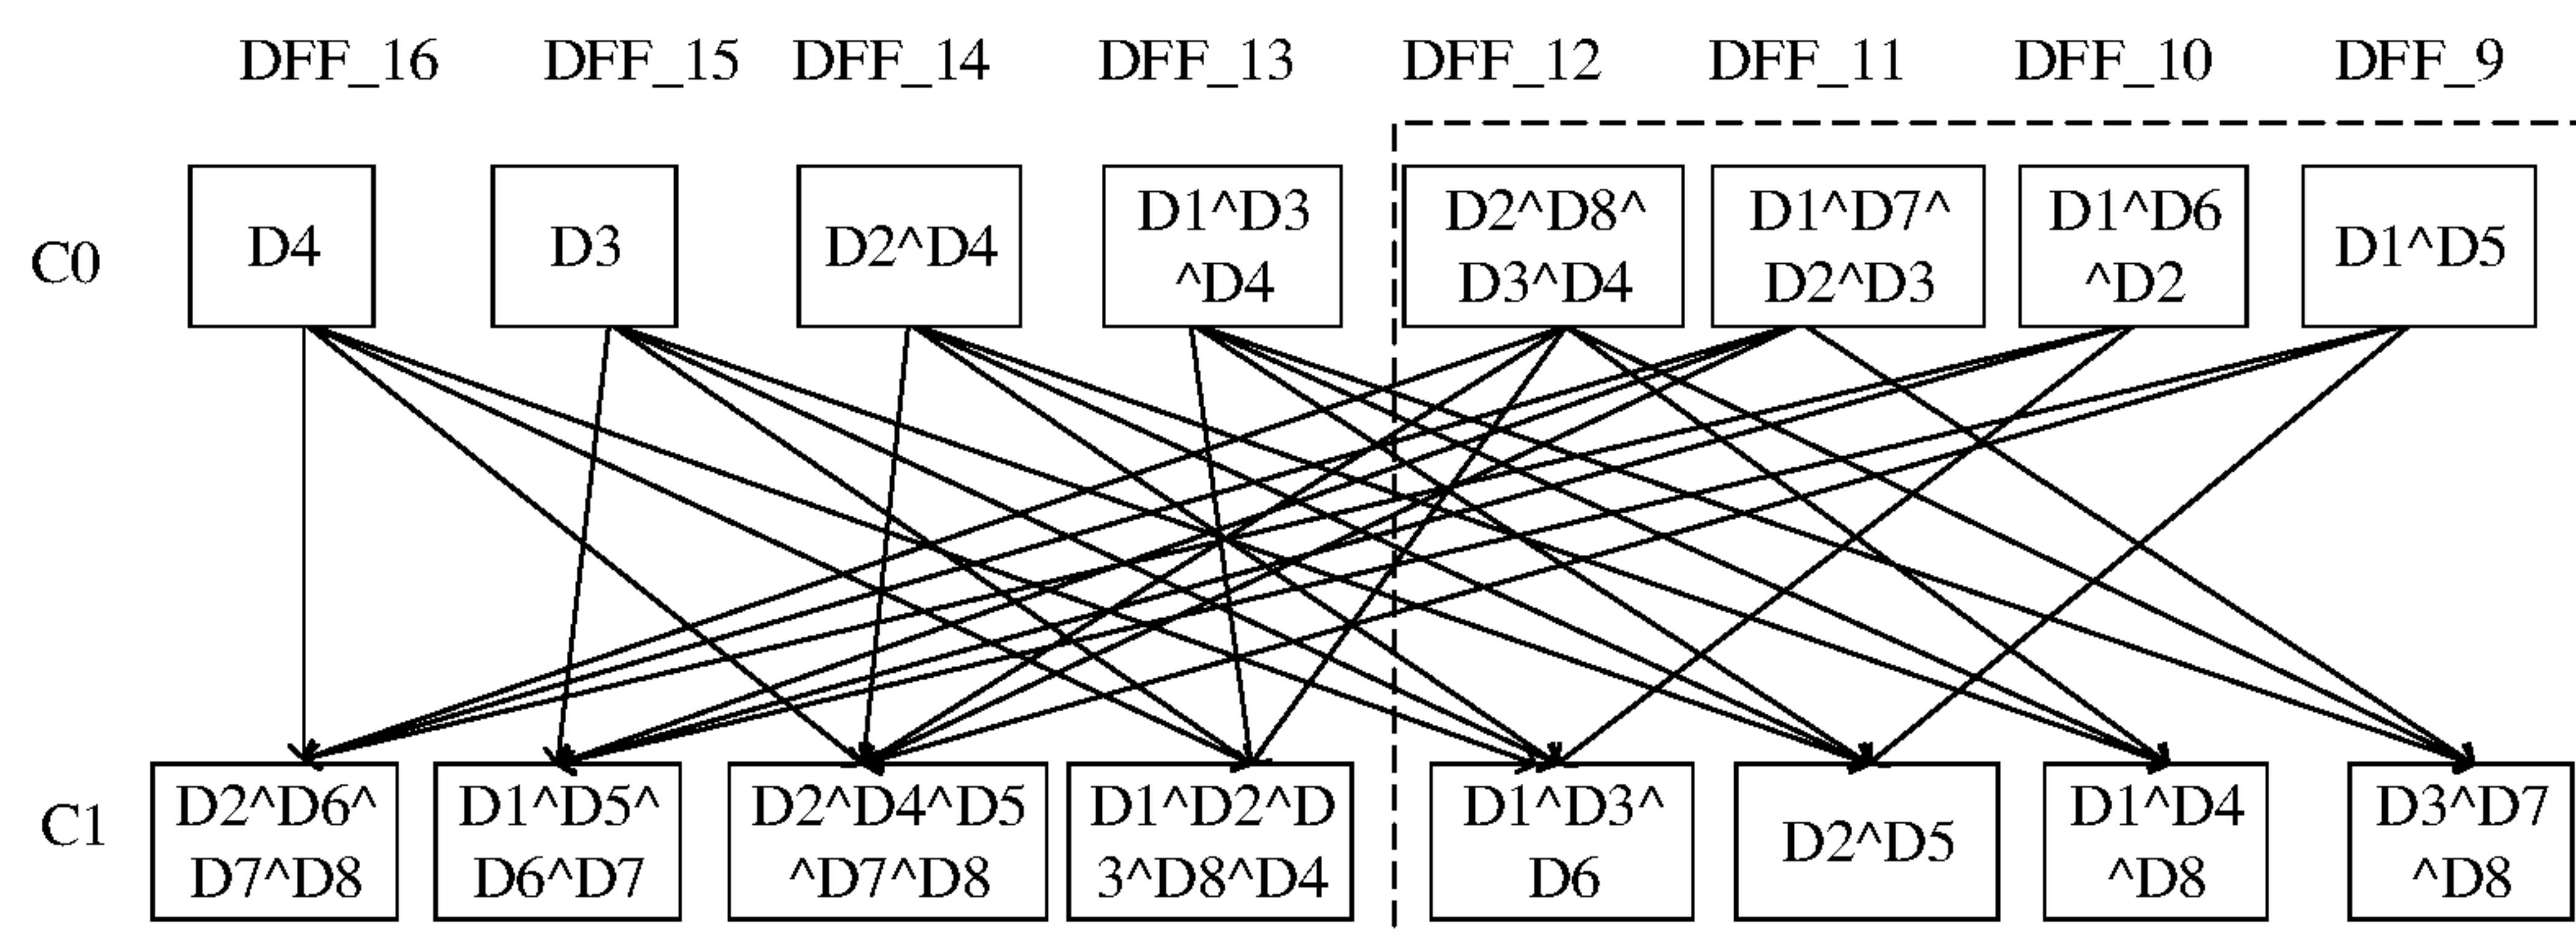 DFF_16 DFF_15 DFF_14 DFF_13 DFF_12 DFF_11 DFF_10 DFF_9
C0
D4
D3
D2^D4
D1^D3
^D4
D2^D8^
D3^D4
D1^D7^
D2^D3
D1^D6
^D2
D1^D5
C1
D2^D6^
D7^D8
D1^D5^
D6^D7
D2^D4^D5
^D7^D8
D1^D2^D
3^D8^D4
D1^D3^
D6
D2^D5
D1^D4
^D8
D3^D7
^D8